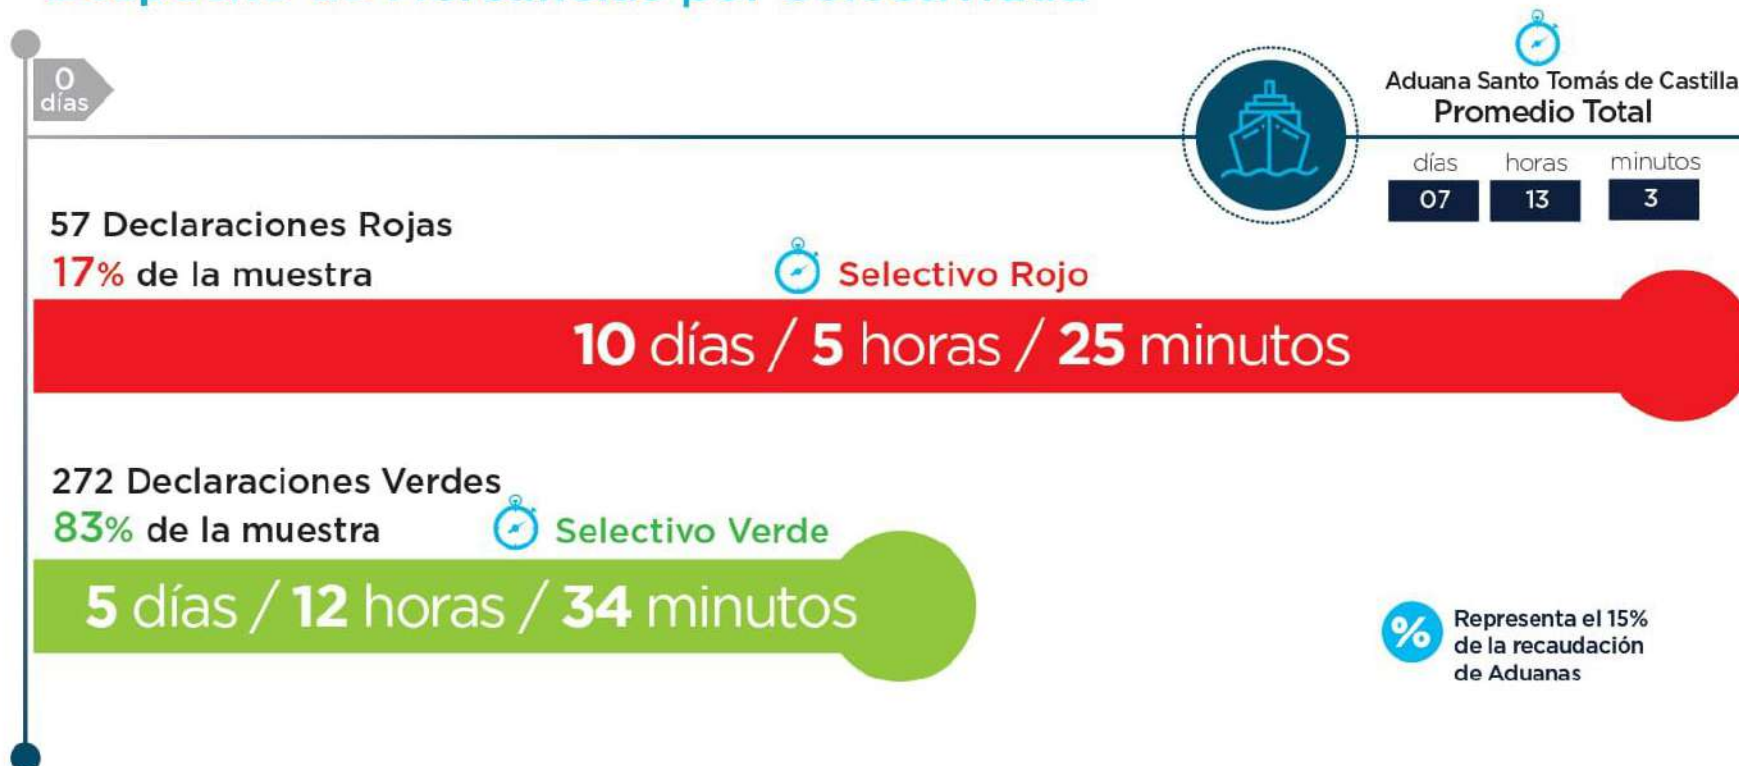 0
días
Aduana Santo Tomás de Castilla
Promedio Total
días horas minutos
07 13 3
57 Declaraciones Rojas
17% de la muestra
Selectivo Rojo
10 días / 5 horas / 25 minutos
272 Declaraciones Verdes
83% de la muestra
Selectivo Verde
5 días / 12 horas / 34 minutos
%
Representa el 15%
de la recaudación
de Aduanas